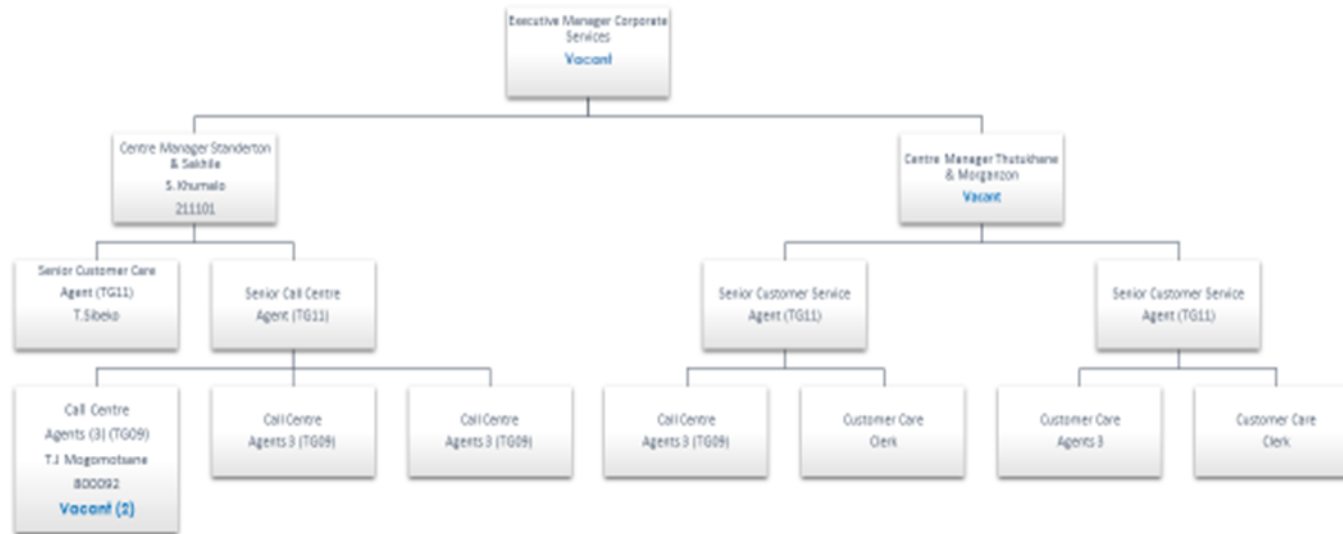 Executive Manager Corporate
Services
Vacant
Centre Manager Standerton
& Sakhile
S. Khumalo
211101
Centre Manager Thutukhane
& Morganzon
Vacant
Senior Customer Care
Agent (TG11)
T.Sibeko
Senior Call Centre
Agent (TG11)
Senior Customer Service
Agent (TG11)
Senior Customer Service
Agent (TG11)
Call Centre
Agents (3) (TG09)
T.J Mogomotsane
800092
Vacant (2)
Call Centre
Agents 3 (TG09)
Call Centre
Agents 3 (TG09)
Call Centre
Agents 3 (TG09)
Customer Care
Clerk
Customer Care
Agents 3
Customer Care
Clerk